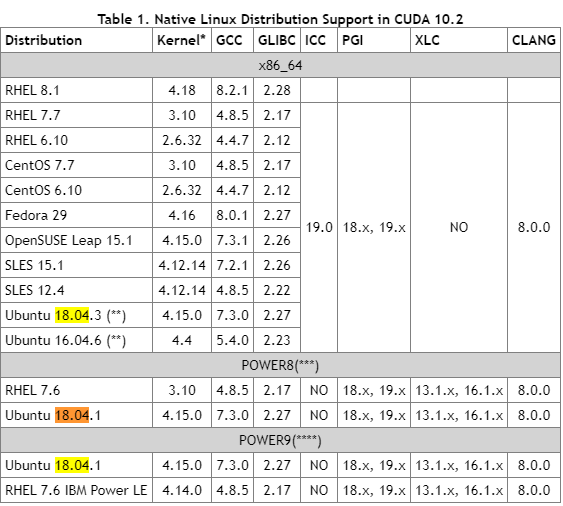 Table 1. Native Linux Distribution Support in CUDA 10.2
Distribution Kernel* GCC GLIBC ICC PGI XLC CLANG
x86_64
RHEL 8.1 4.18 8.2.1 2.28
RHEL 7.7 3.10 4.8.5 2.17
RHEL 6.10 2.6.32 4.4.7 2.12
CentOS 7.7 3.10 4.8.5 2.17
CentOS 6.10 2.6.32 4.4.7 2.12
Fedora 29 4.16 8.0.1 2.27
19.0 18.x, 19.x NO 8.0.0
OpenSUSE Leap 15.1 4.15.0 7.3.1 2.26
SLES 15.1 4.12.14 7.2.1 2.26
SLES 12.4 4.12.14 4.8.5 2.22
Ubuntu 18.04.3 (**) 4.15.0 7.3.0 2.27
Ubuntu 16.04.6 (**) 4.4 5.4.0 2.23
POWER8(***)
RHEL 7.6 3.10 4.8.5 2.17 NO 18.x, 19.x 13.1.x, 16.1.x 8.0.0
Ubuntu 18.04.1 4.15.0 7.3.0 2.27 NO 18.x, 19.x 13.1.x, 16.1.x 8.0.0
POWER9(****)
Ubuntu 18.04.1 4.15.0 7.3.0 2.27 NO 18.x, 19.x 13.1.x, 16.1.x 8.0.0
RHEL 7.6 IBM Power LE 4.14.0 4.8.5 2.17 NO 18.x, 19.x 13.1.x, 16.1.x 8.0.0